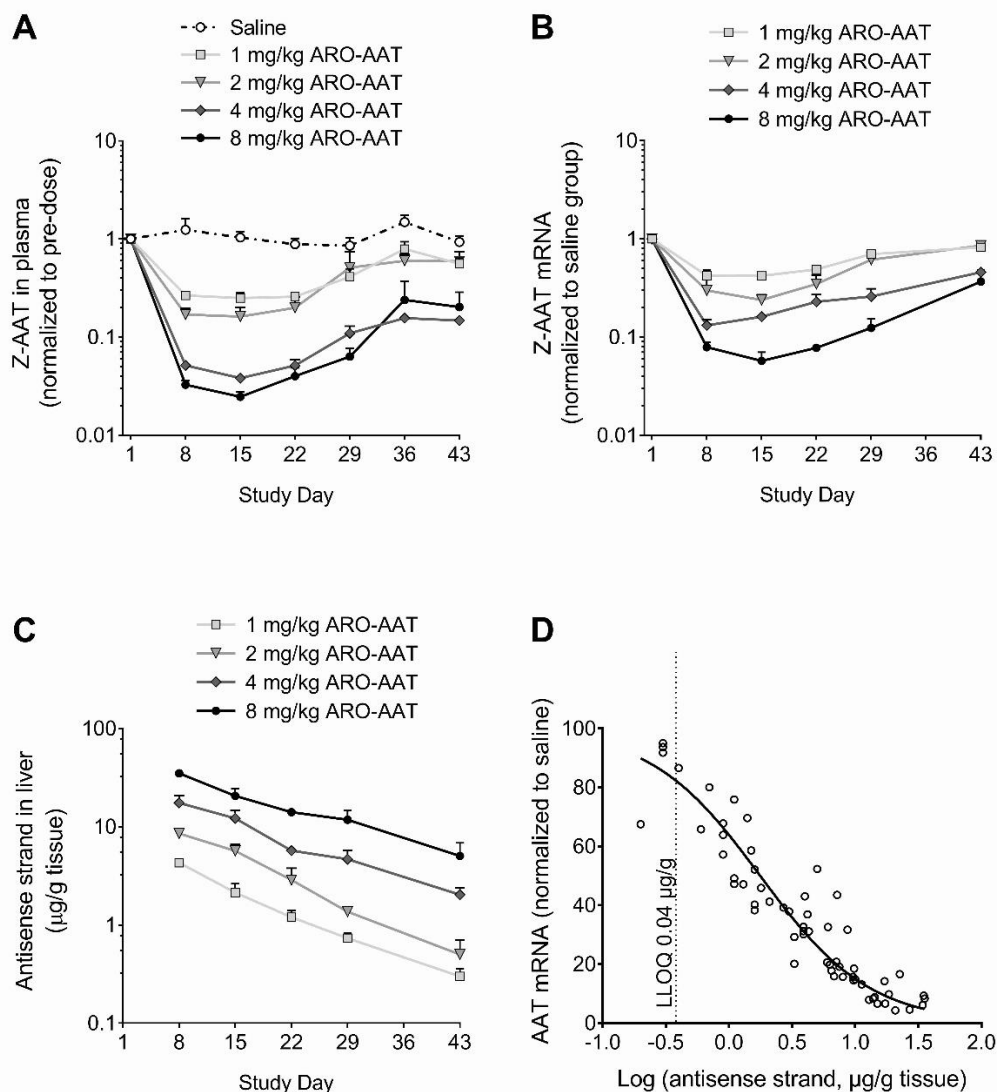 A
Saline
1 mg/kg ARO-AAT
2 mg/kg ARO-AAT
4 mg/kg ARO-AAT
8 mg/kg ARO-AAT
Z-AAT in plasma
(normalized to pre-dose)
10
1
0.1
0.01
1 8 15 22 29 36 43
Study Day
B
1 mg/kg ARO-AAT
2 mg/kg ARO-AAT
4 mg/kg ARO-AAT
8 mg/kg ARO-AAT
Z-AAT mRNA
(normalized to saline group)
10
1
0.1
0.01
1 8 15 22 29 36 43
Study Day
C
1 mg/kg ARO-AAT
2 mg/kg ARO-AAT
4 mg/kg ARO-AAT
8 mg/kg ARO-AAT
Antisense strand in liver
(µg/g tissue)
100
10
1
0.1
1 8 15 22 29 36 43
Study Day
D
AAT mRNA (normalized to saline)
100
80
60
40
20
0
LLOQ 0.04 µg/g
-1.0 -0.5 0.0 0.5 1.0 1.5 2.0
Log (antisense strand, µg/g tissue)